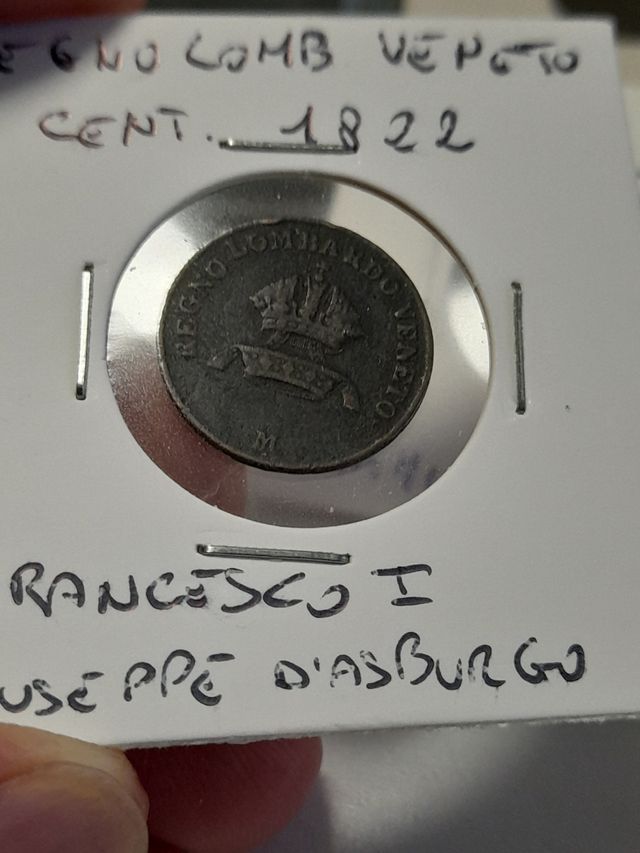 EGNO LOMB VENETO
CENT. 1822
REGNO LOMBARDO VENETO
M
RANCESCO I
USEPPE D'ASBURGO